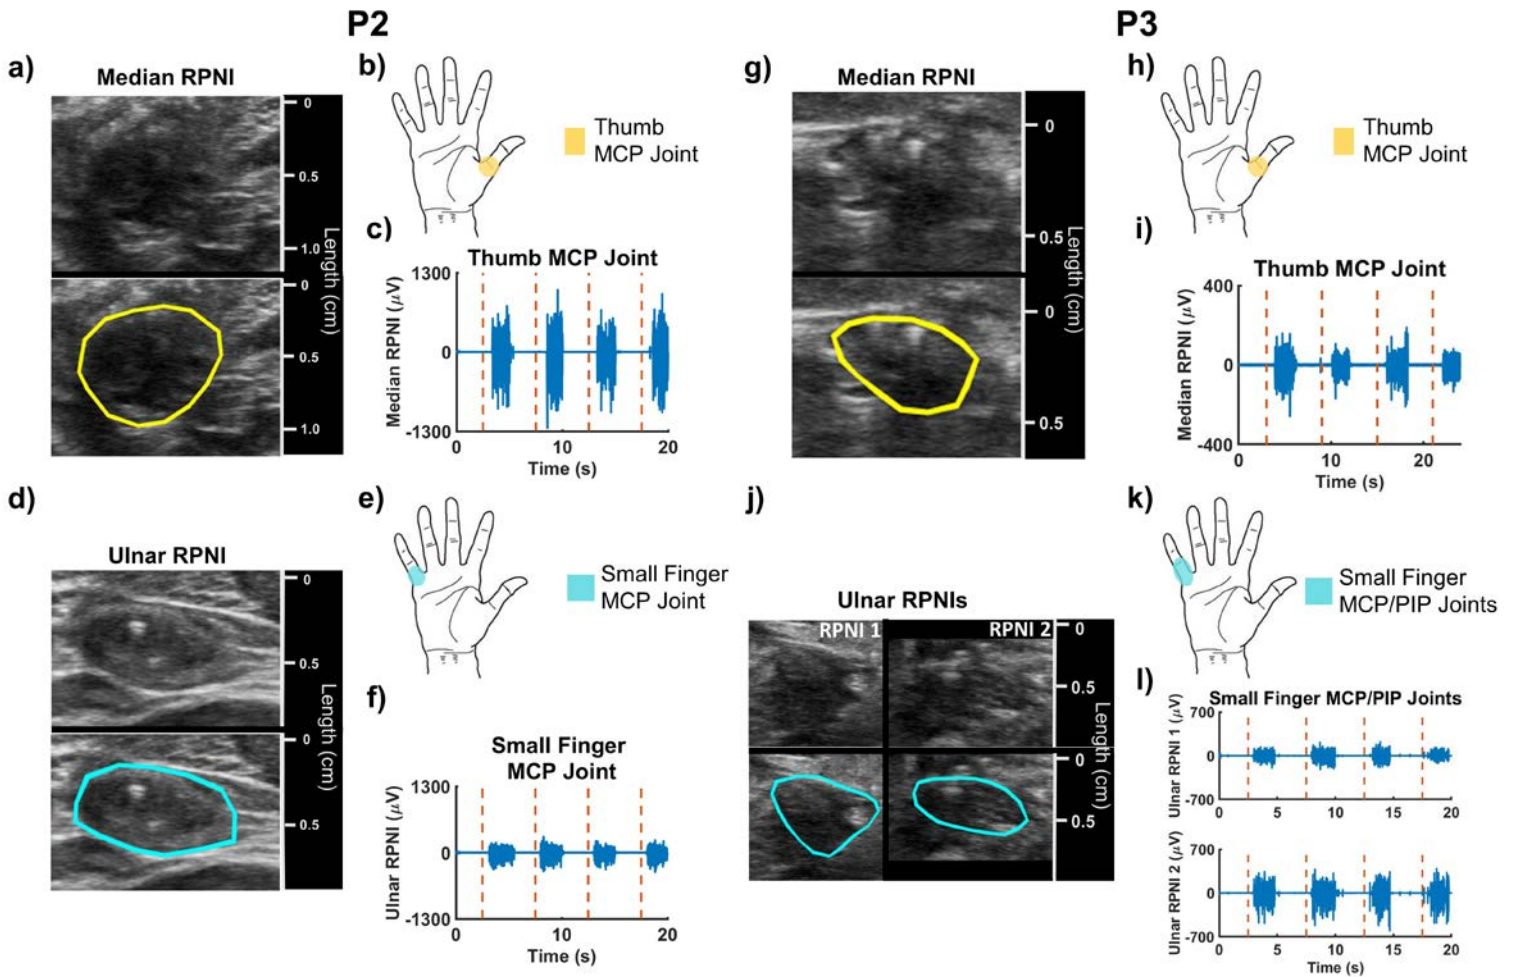 P2
P3
a)
Median RPNI
0
0.5
1.0
0
0.5
1.0
Length (cm)
b)
Thumb
MCP Joint
c)
Thumb MCP Joint
Median RPNI (µV)
1300
0
-1300
0
10
20
Time (s)
g)
Median RPNI
0
0.5
0
0.5
Length (cm)
h)
Thumb
MCP Joint
i)
Thumb MCP Joint
Median RPNI (µV)
400
0
-400
0
10
20
Time (s)
d)
Ulnar RPNI
0
0.5
0
0.5
Length (cm)
e)
Small Finger
MCP Joint
f)
Small Finger
MCP Joint
Ulnar RPNI (µV)
1300
0
-1300
0
10
20
Time (s)
j)
Ulnar RPNIs
RPNI 1
RPNI 2
0
0.5
0
0.5
Length (cm)
k)
Small Finger
MCP/PIP Joints
l)
Small Finger MCP/PIP Joints
Ulnar RPNI 1 (µV)
700
0
-700
0
5
10
15
20
Ulnar RPNI 2 (µV)
700
0
-700
0
5
10
15
20
Time (s)